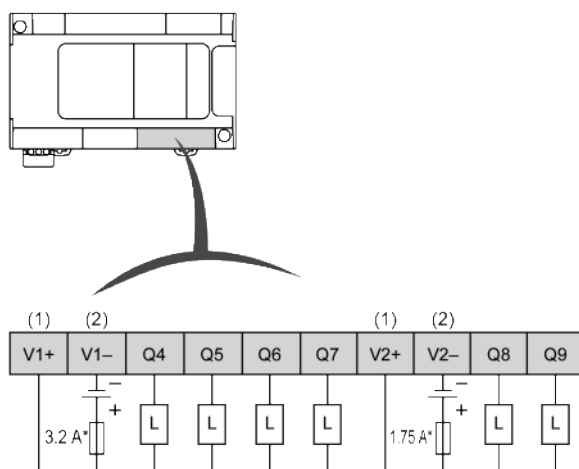 (1) (2) (1) (2)
V1+ V1– Q4 Q5 Q6 Q7 V2+ V2– Q8 Q9
– –
+ L L L L + L L
3.2 A* 1.75 A*